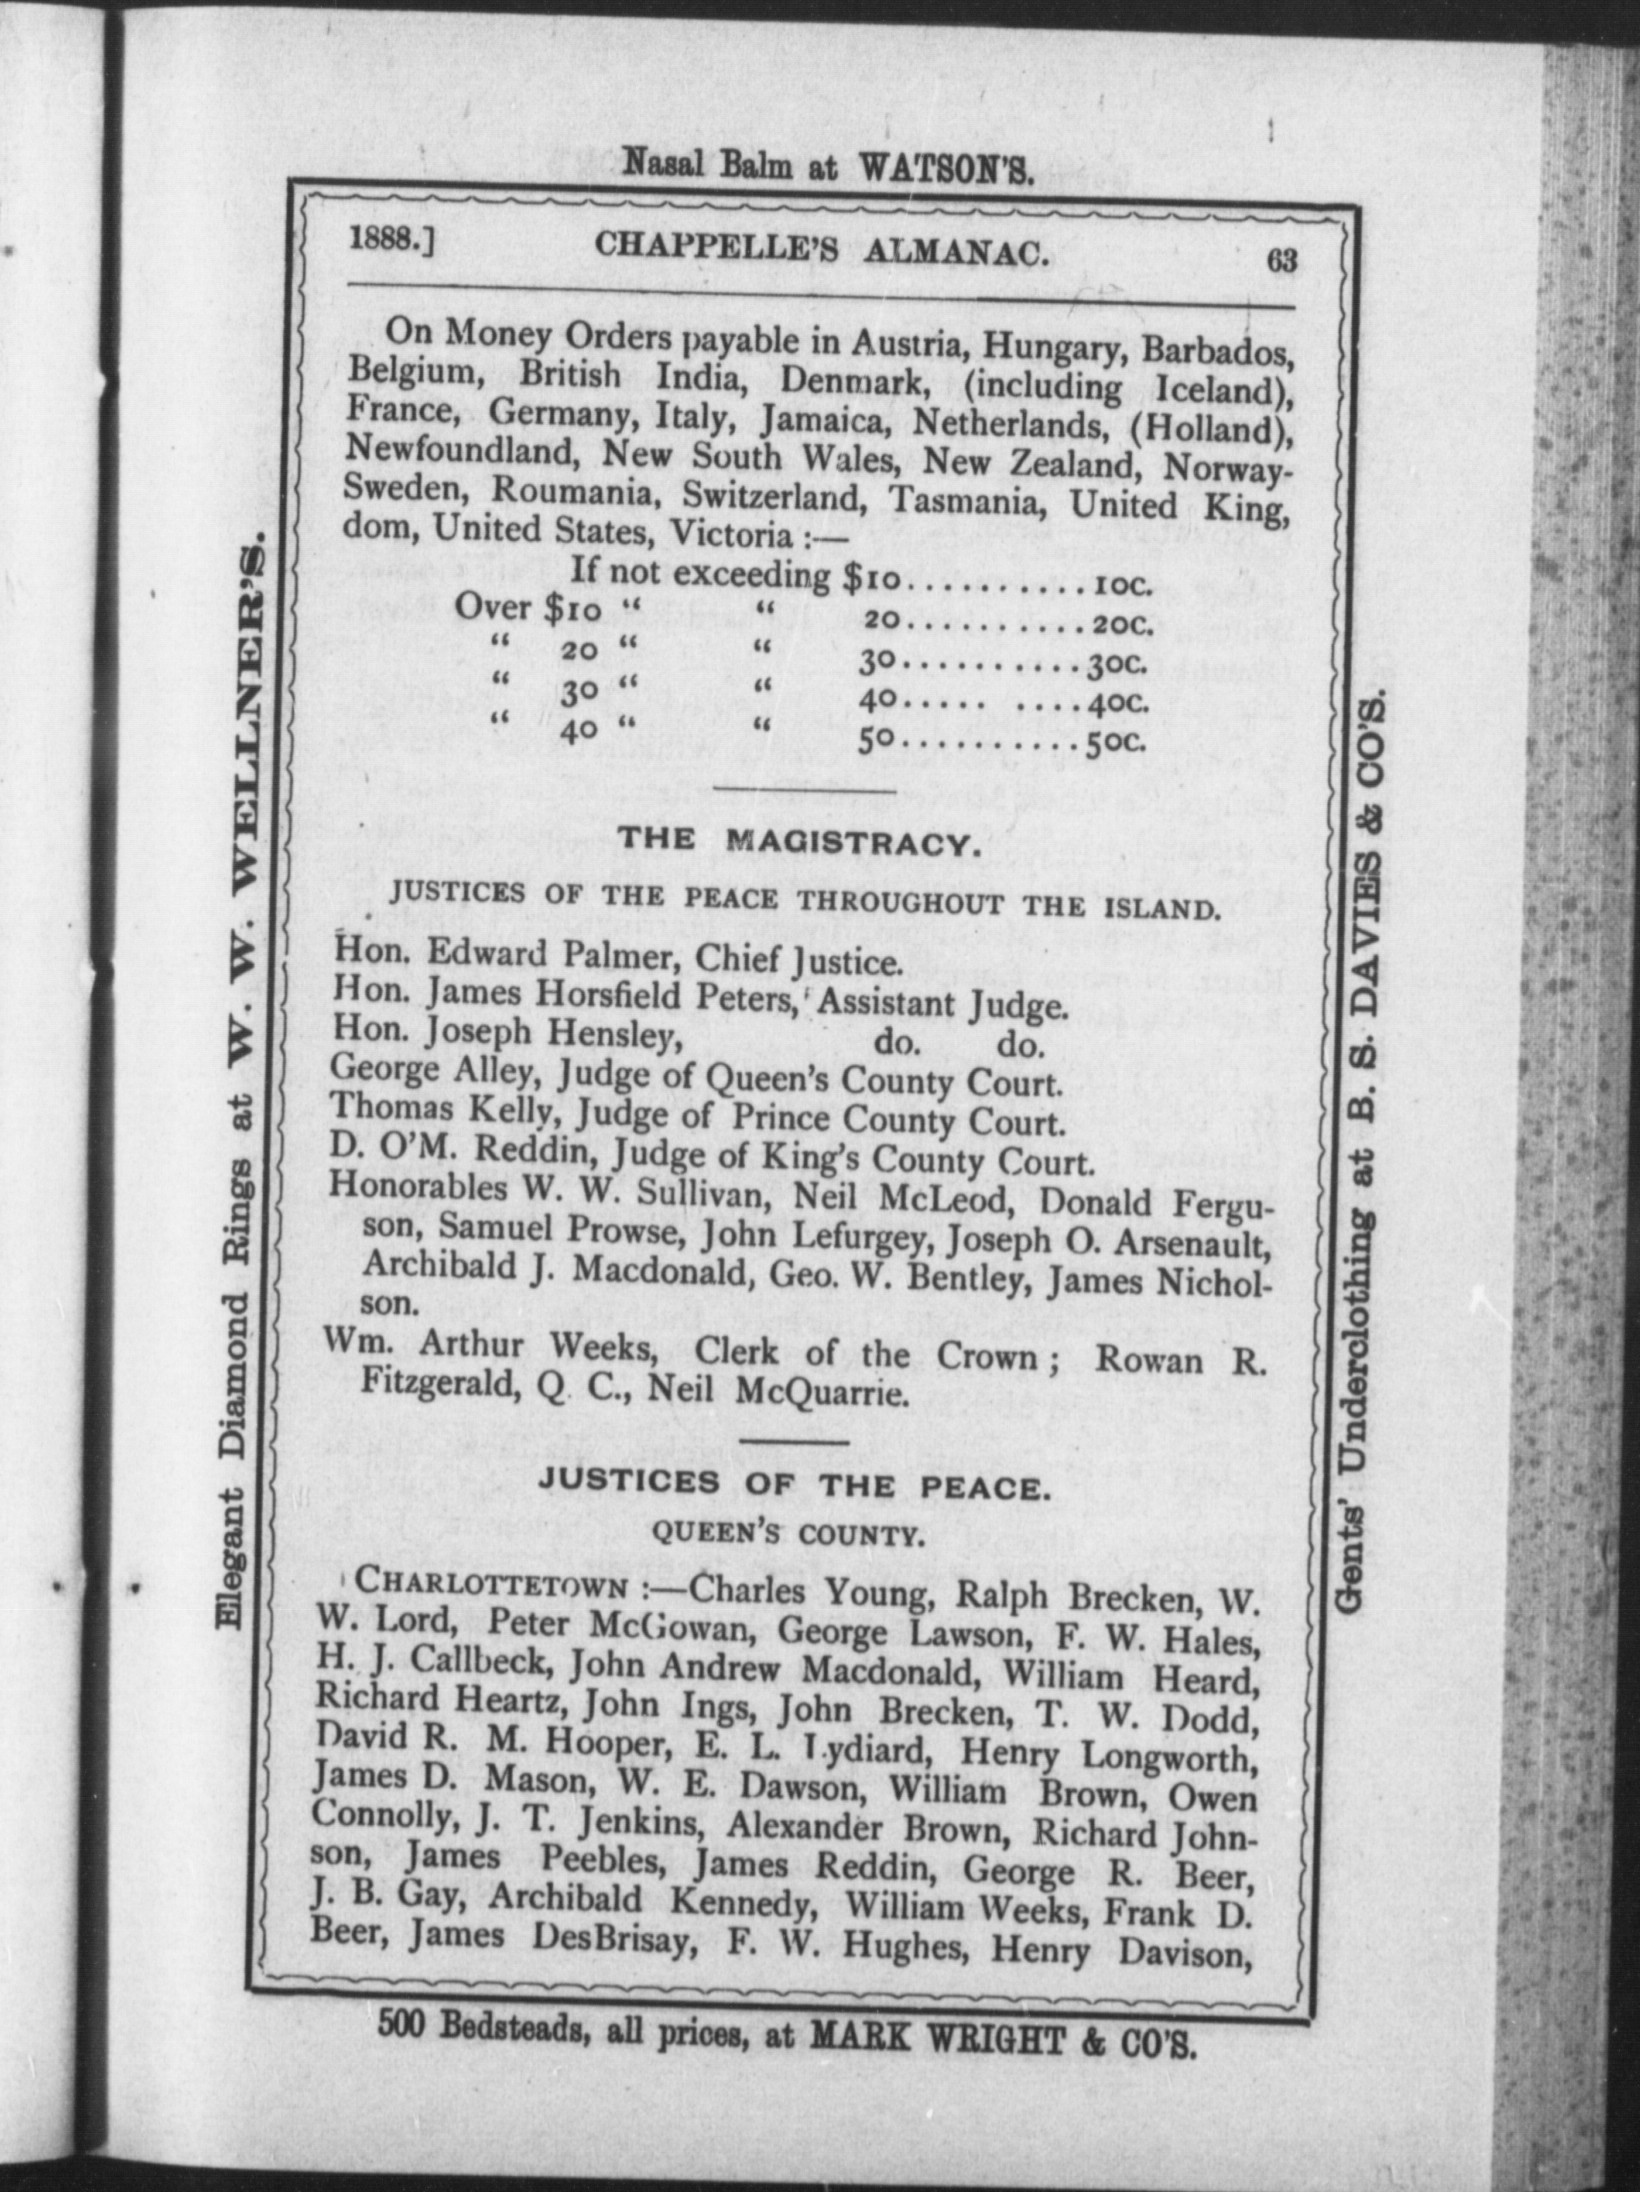 Nasal Balm at WATSON'S.
1888.] CHAPPELLE'S ALMANAC. 63
On Money Orders payable in Austria, Hungary, Barbados,
Belgium, British India, Denmark, (including Iceland),
France, Germany, Italy, Jamaica, Netherlands, (Holland),
Newfoundland, New South Wales, New Zealand, Norway-
Sweden, Roumania, Switzerland, Tasmania, United King,
dom, United States, Victoria :—
If not exceeding $10...........10c.
Over $10 " " 20...........20c.
" 20 " " 30...........30c.
" 30 " " 40..... ....40c.
" 40 " " 50...........50c.
THE MAGISTRACY.
JUSTICES OF THE PEACE THROUGHOUT THE ISLAND.
Hon. Edward Palmer, Chief Justice.
Hon. James Horsfield Peters, Assistant Judge.
Hon. Joseph Hensley, do. do.
George Alley, Judge of Queen's County Court.
Thomas Kelly, Judge of Prince County Court.
D. O'M. Reddin, Judge of King's County Court.
Honorables W. W. Sullivan, Neil McLeod, Donald Fergu-
son, Samuel Prowse, John Lefurgey, Joseph O. Arsenault,
Archibald J. Macdonald, Geo. W. Bentley, James Nichol-
son.
Wm. Arthur Weeks, Clerk of the Crown ; Rowan R.
Fitzgerald, Q. C., Neil McQuarrie.
JUSTICES OF THE PEACE.
QUEEN'S COUNTY.
CHARLOTTETOWN :—Charles Young, Ralph Brecken, W.
W. Lord, Peter McGowan, George Lawson, F. W. Hales,
H. J. Callbeck, John Andrew Macdonald, William Heard,
Richard Heartz, John Ings, John Brecken, T. W. Dodd,
David R. M. Hooper, E. L. Lydiard, Henry Longworth,
James D. Mason, W. E. Dawson, William Brown, Owen
Connolly, J. T. Jenkins, Alexander Brown, Richard John-
son, James Peebles, James Reddin, George R. Beer,
J. B. Gay, Archibald Kennedy, William Weeks, Frank D.
Beer, James DesBrisay, F. W. Hughes, Henry Davison,
500 Bedsteads, all prices, at MARK WRIGHT & CO'S.
Elegant Diamond Rings at W. W. WELLNER'S.
Gents' Underclothing at B. S. DAVIES & CO'S.